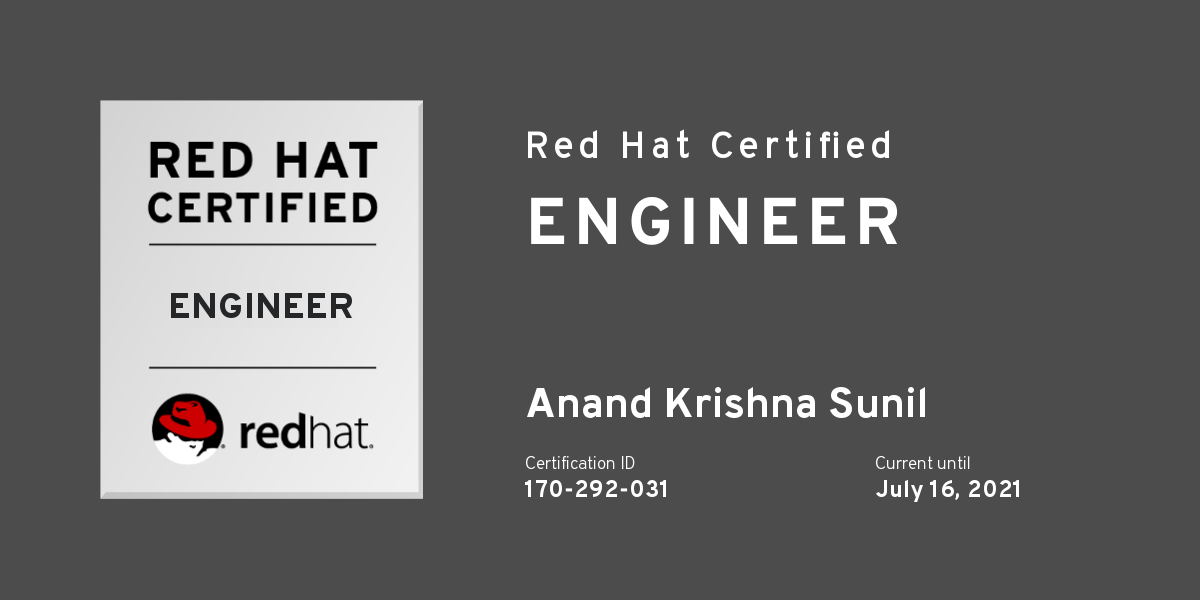 RED HAT
CERTIFIED
ENGINEER
redhat.
Red Hat Certified
ENGINEER
Anand Krishna Sunil
Certification ID
170-292-031
Current until
July 16, 2021